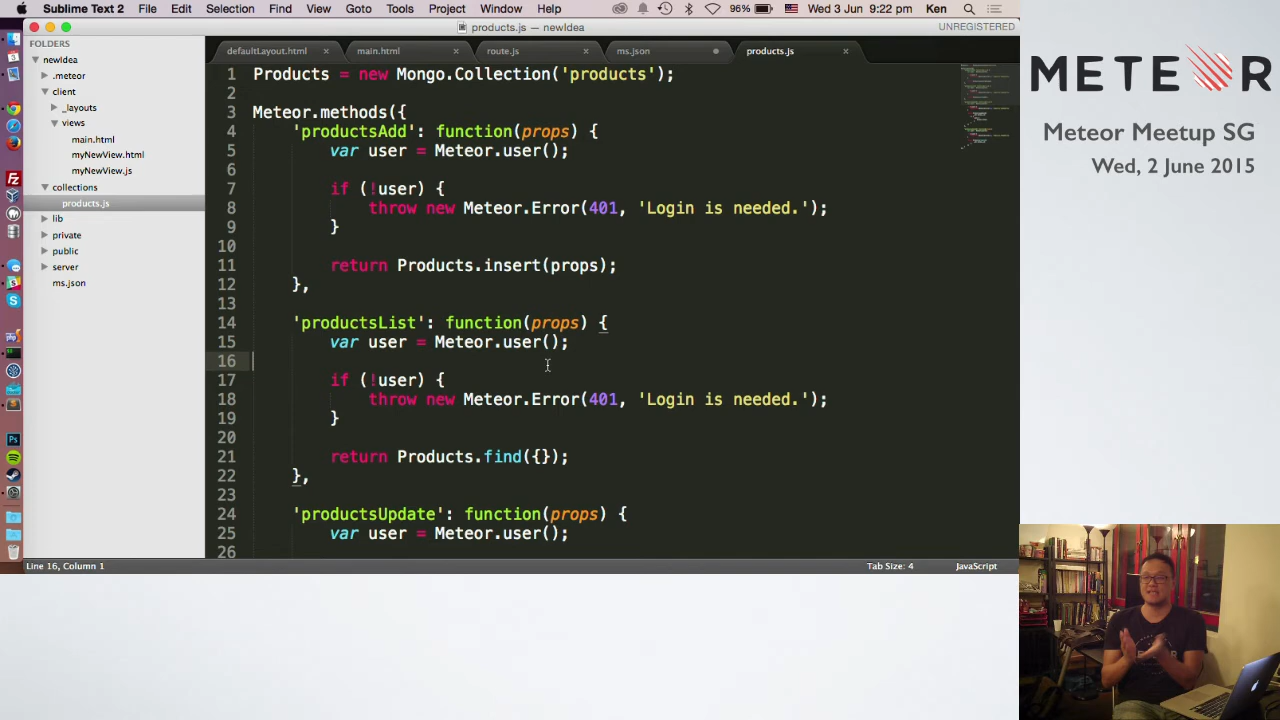 Sublime Text 2 File Edit Selection Find View Goto Tools Project Window Help 96% Wed 3 Jun 9:22 pm Ken
products.js — newIdea UNREGISTERED
FOLDERS
newIdea
.meteor
client
_layouts
views
main.html
myNewView.html
myNewView.js
collections
products.js
lib
private
public
server
ms.json
defaultLayout.html × main.html × route.js × ms.json products.js ×
1 Products = new Mongo.Collection('products');
2
3 Meteor.methods({
4 'productsAdd': function(props) {
5 var user = Meteor.user();
6
7 if (!user) {
8 throw new Meteor.Error(401, 'Login is needed.');
9 }
10
11 return Products.insert(props);
12 },
13
14 'productsList': function(props) {
15 var user = Meteor.user();
16
17 if (!user) {
18 throw new Meteor.Error(401, 'Login is needed.');
19 }
20
21 return Products.find({});
22 },
23
24 'productsUpdate': function(props) {
25 var user = Meteor.user();
26
Line 16, Column 1 Tab Size: 4 JavaScript
METEOR
Meteor Meetup SG
Wed, 2 June 2015